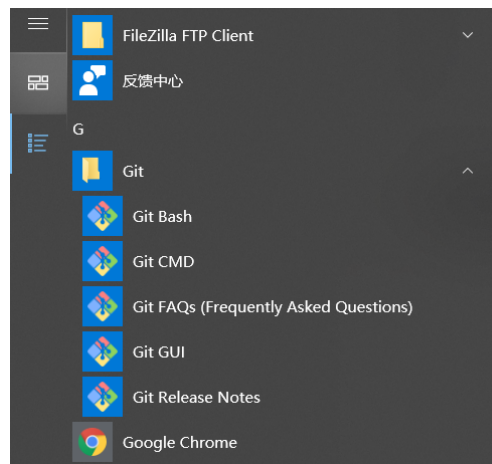 FileZilla FTP Client
反馈中心
G
Git
Git Bash
Git CMD
Git FAQs (Frequently Asked Questions)
Git GUI
Git Release Notes
Google Chrome